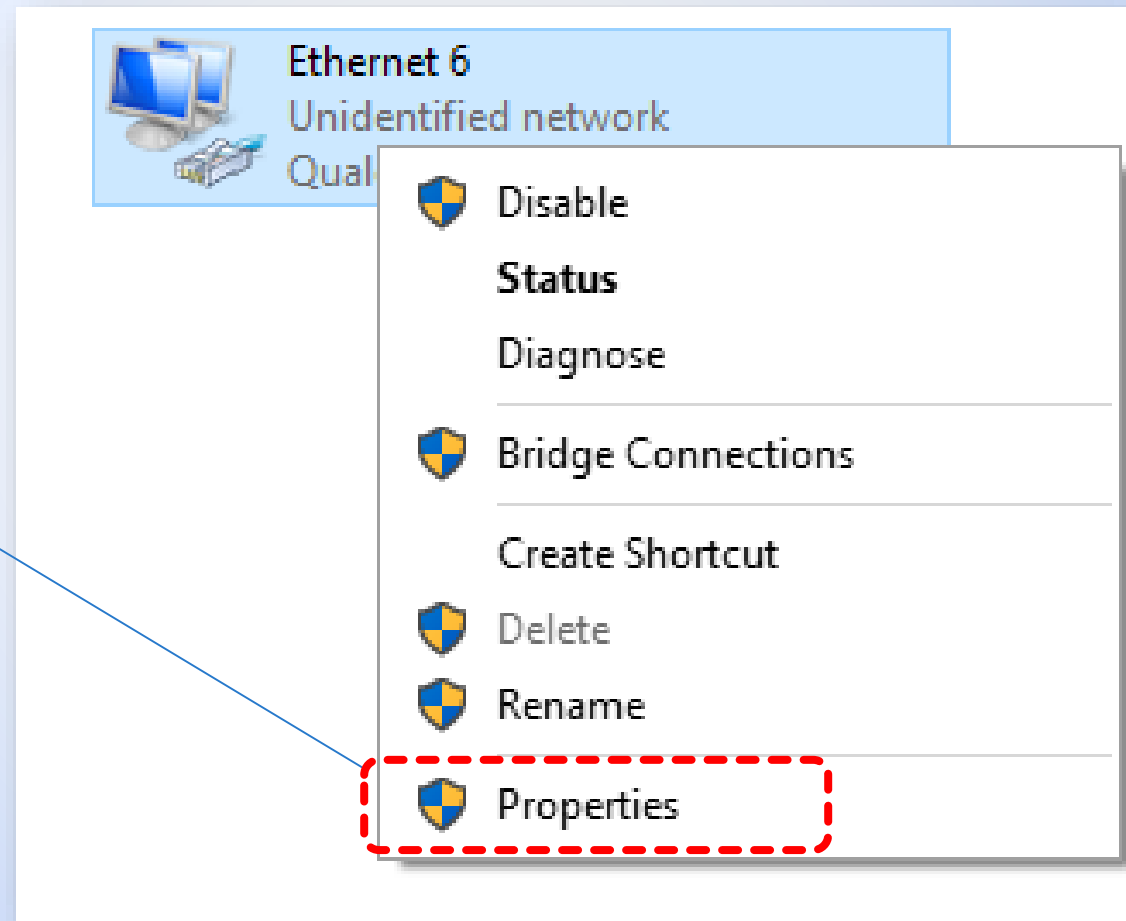 Ethernet 6
Unidentified network
Disable
Status
Diagnose
Bridge Connections
Create Shortcut
Delete
Rename
Properties